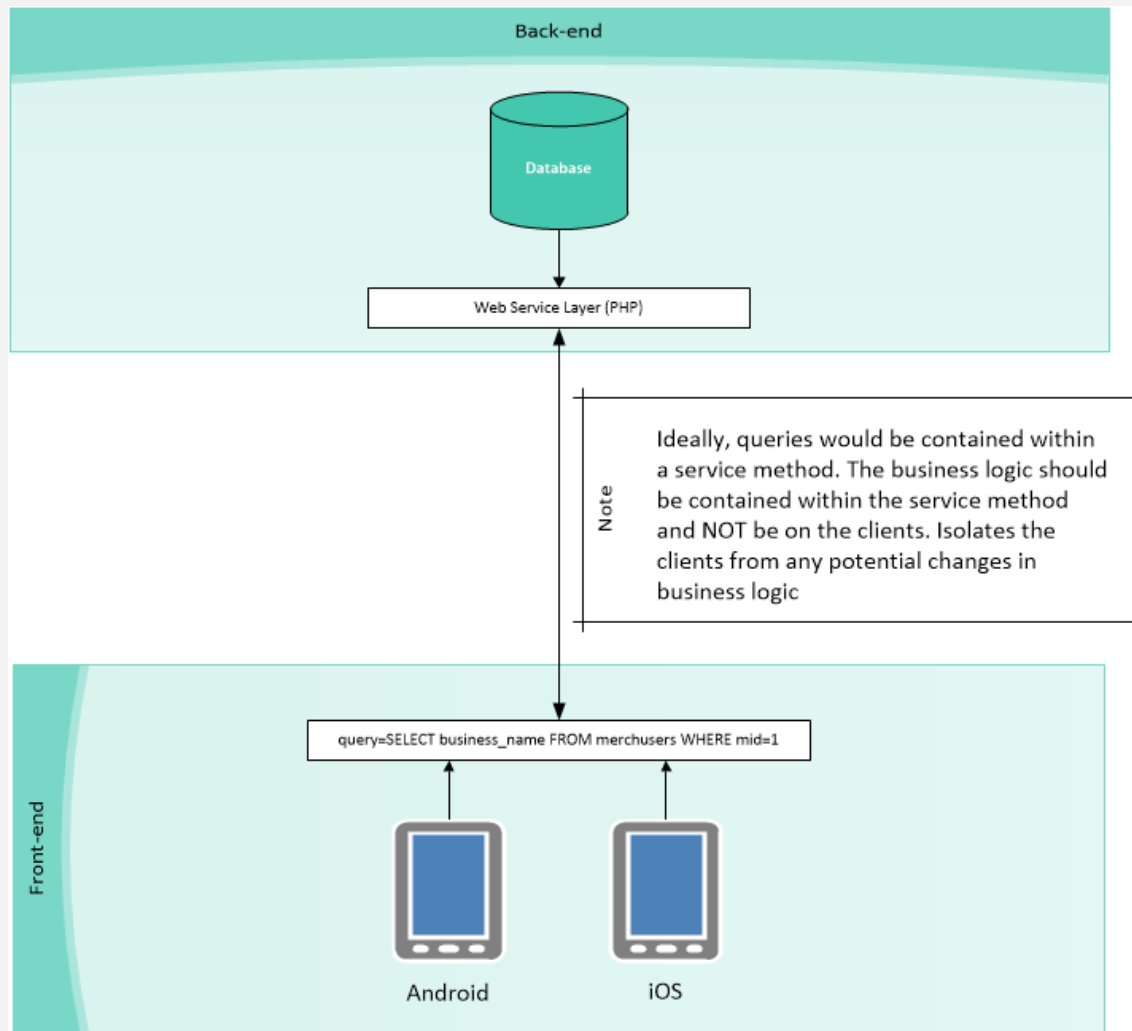 Back-end
Database
Web Service Layer (PHP)
Note
Ideally, queries would be contained within
a service method. The business logic should
be contained within the service method
and NOT be on the clients. Isolates the
clients from any potential changes in
business logic
Front-end
query=SELECT business_name FROM merchusers WHERE mid=1
Android
iOS